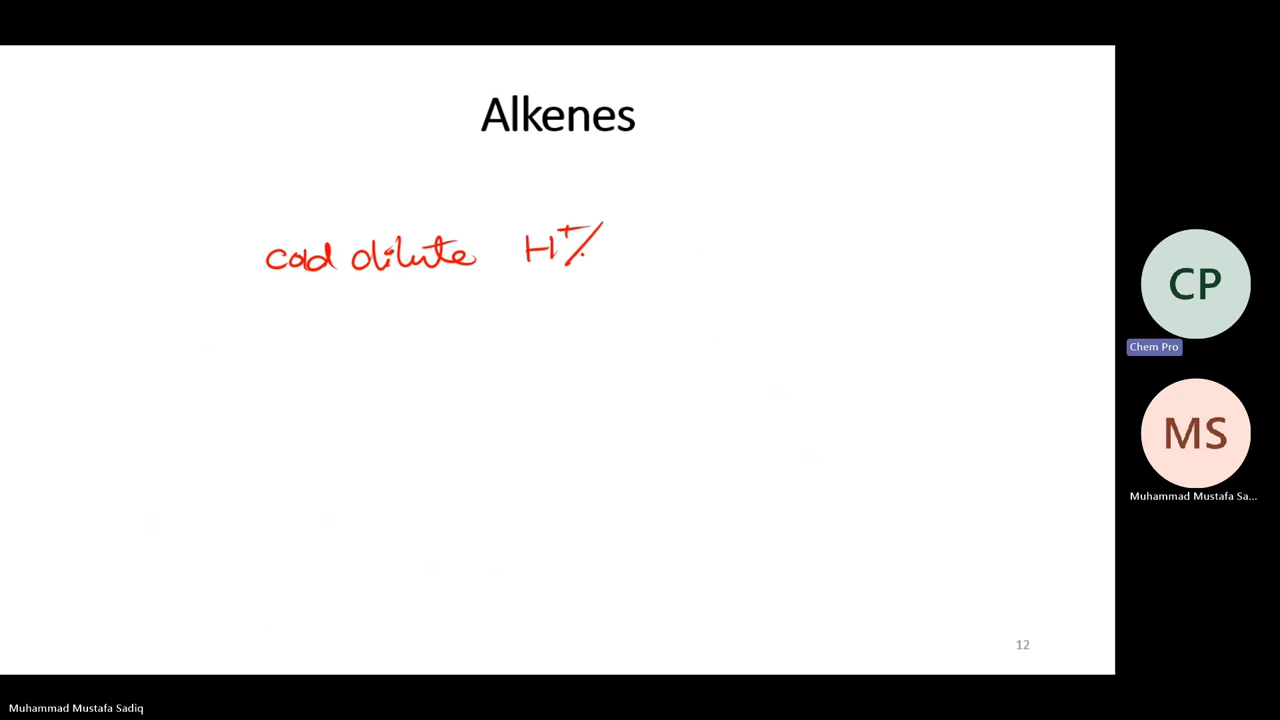 Alkenes
cold dilute H+/
CP
Chem Pro
MS
Muhammad Mustafa Sa...
12
Muhammad Mustafa Sadiq